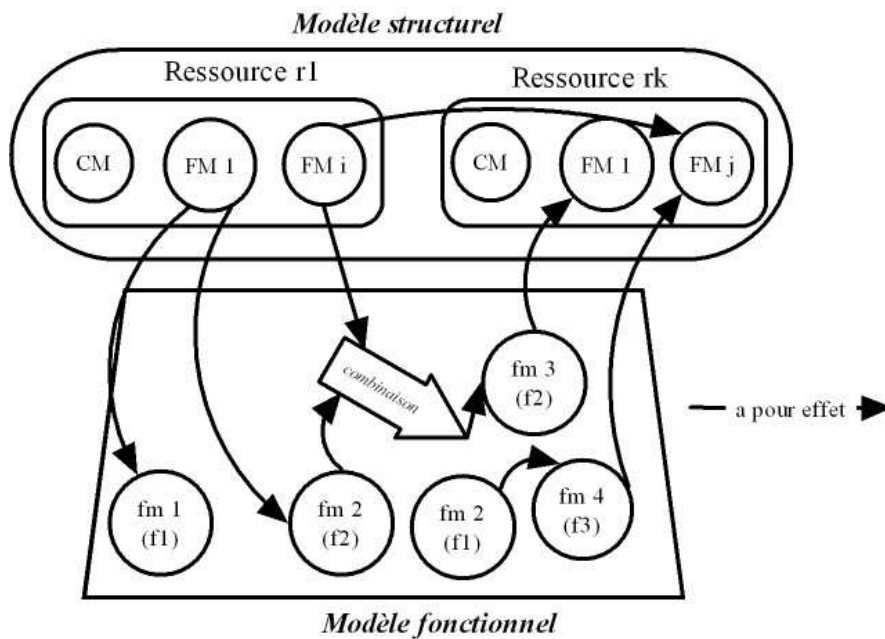 Modèle structurel
Ressource r1
Ressource rk
CM
FM 1
FM i
CM
FM 1
FM j
combinaison
fm 3
(f2)
a pour effet
fm 1
(f1)
fm 2
(f2)
fm 2
(f1)
fm 4
(f3)
Modèle fonctionnel